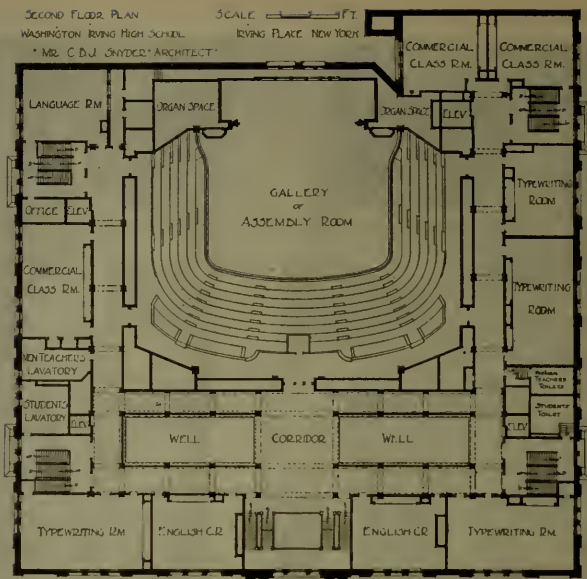 SECOND FLOOR PLAN
WASHINGTON IRVING HIGH SCHOOL
"MR. C.B.J. SNYDER" ARCHITECT"
SCALE FT.
IRVING PLACE NEW YORK
COMMERCIAL
CLASS RM.
COMMERCIAL
CLASS RM.
LANGUAGE RM
ORGAN SPACE
ORGAN SPACE
ELEV
TYPEWRITING
ROOM
GALLERY
OF
ASSEMBLY ROOM
OFFICE
ELEV
COMMERCIAL
CLASS RM.
TYPEWRITING
ROOM
MEN TEACHERS
LAVATORY
STUDENTS
LAVATORY
ELEV
TEACHERS
TOILETS
STUDENTS
TOILET
ELEV
WELL
CORRIDOR
WELL
TYPEWRITING RM
ENGLISH C.R.
ENGLISH C.R.
TYPEWRITING RM.